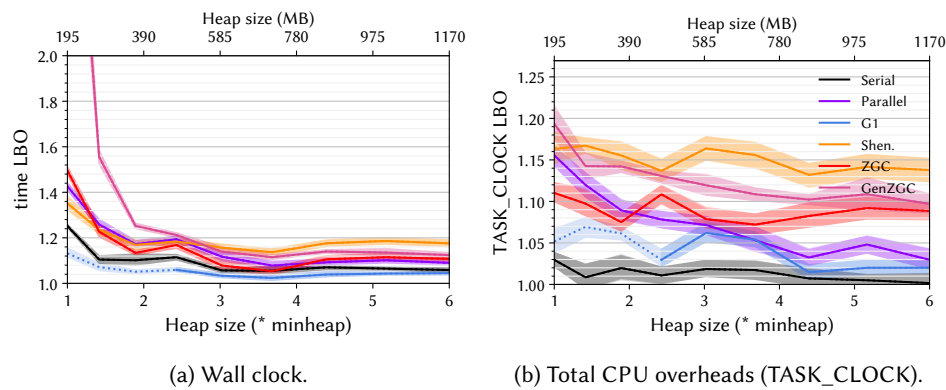 Heap size (MB)
195 390 585 780 975 1170
time LBO
2.0
1.8
1.6
1.4
1.2
1.0
1 2 3 4 5 6
Heap size (* minheap)
(a) Wall clock.
Heap size (MB)
195 390 585 780 975 1170
TASK_CLOCK LBO
1.25
1.20
1.15
1.10
1.05
1.00
Serial
Parallel
G1
Shen.
ZGC
GenZGC
1 2 3 4 5 6
Heap size (* minheap)
(b) Total CPU overheads (TASK_CLOCK).